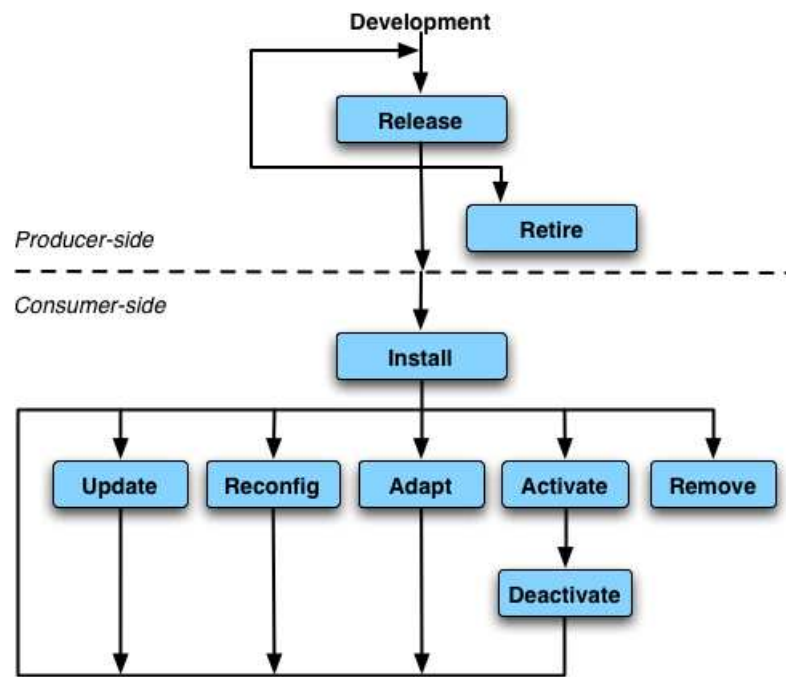 Development
Release
Retire
Producer-side
Consumer-side
Install
Update
Reconfig
Adapt
Activate
Remove
Deactivate